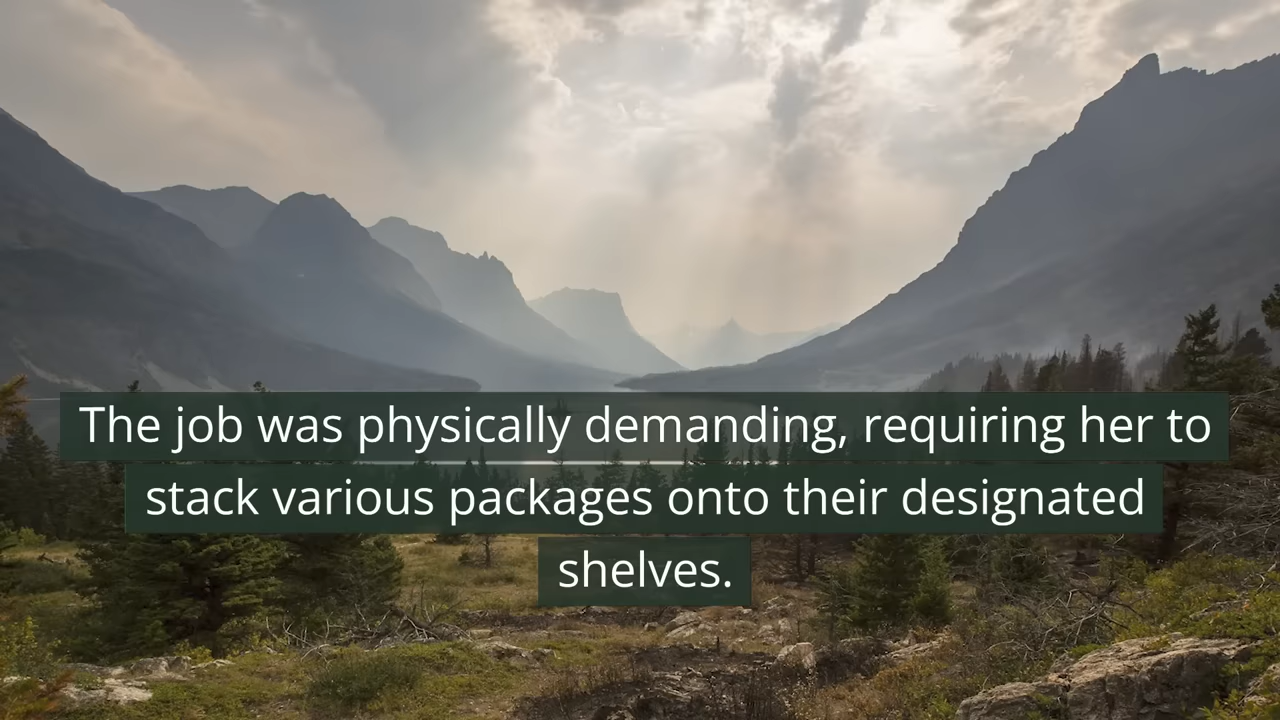 The job was physically demanding, requiring her to
stack various packages onto their designated
shelves.